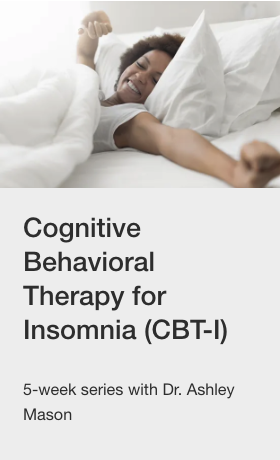 Cognitive
Behavioral
Therapy for
Insomnia (CBT-I)
5-week series with Dr. Ashley
Mason